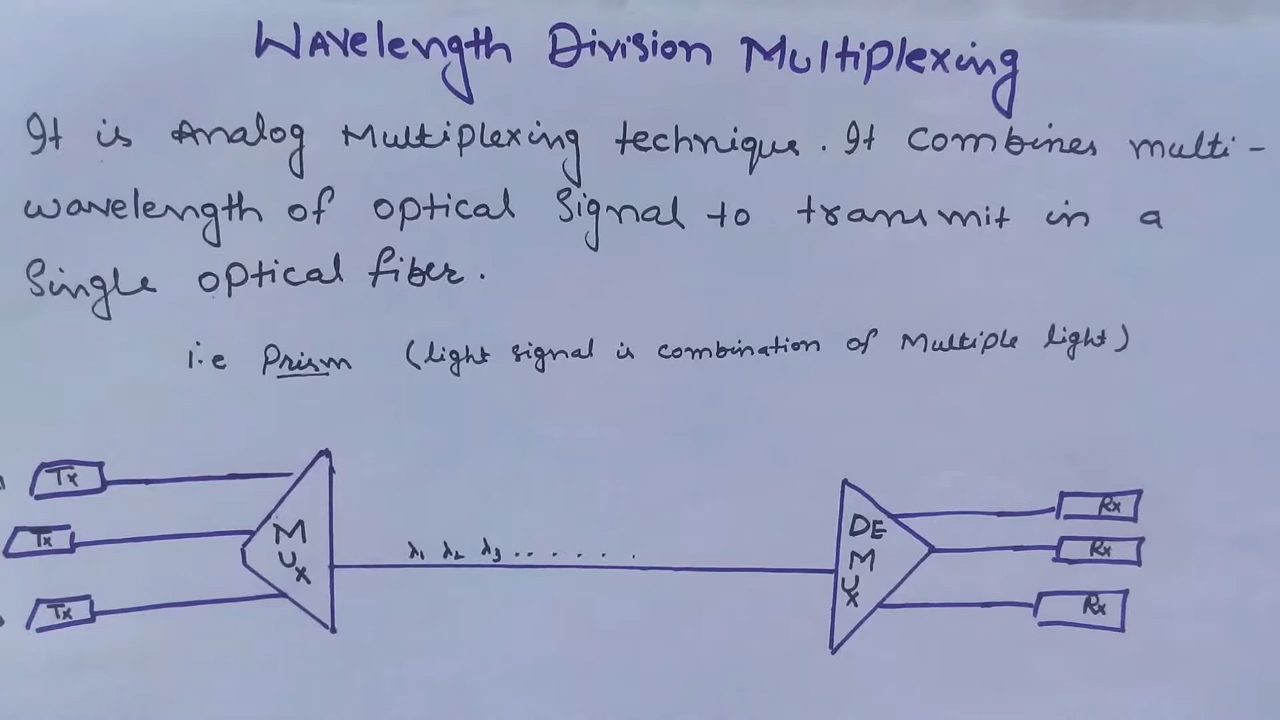 Wavelength Division Multiplexing
It is Analog Multiplexing technique. It combines multi-
wavelength of optical signal to transmit in a
Single optical fiber.
i.e Prism (light signal is combination of Multiple light)
Tx
Tx
Tx
MUX
λ1 λ2 λ3 . . . . . .
DE
MUX
Rx
Rx
Rx